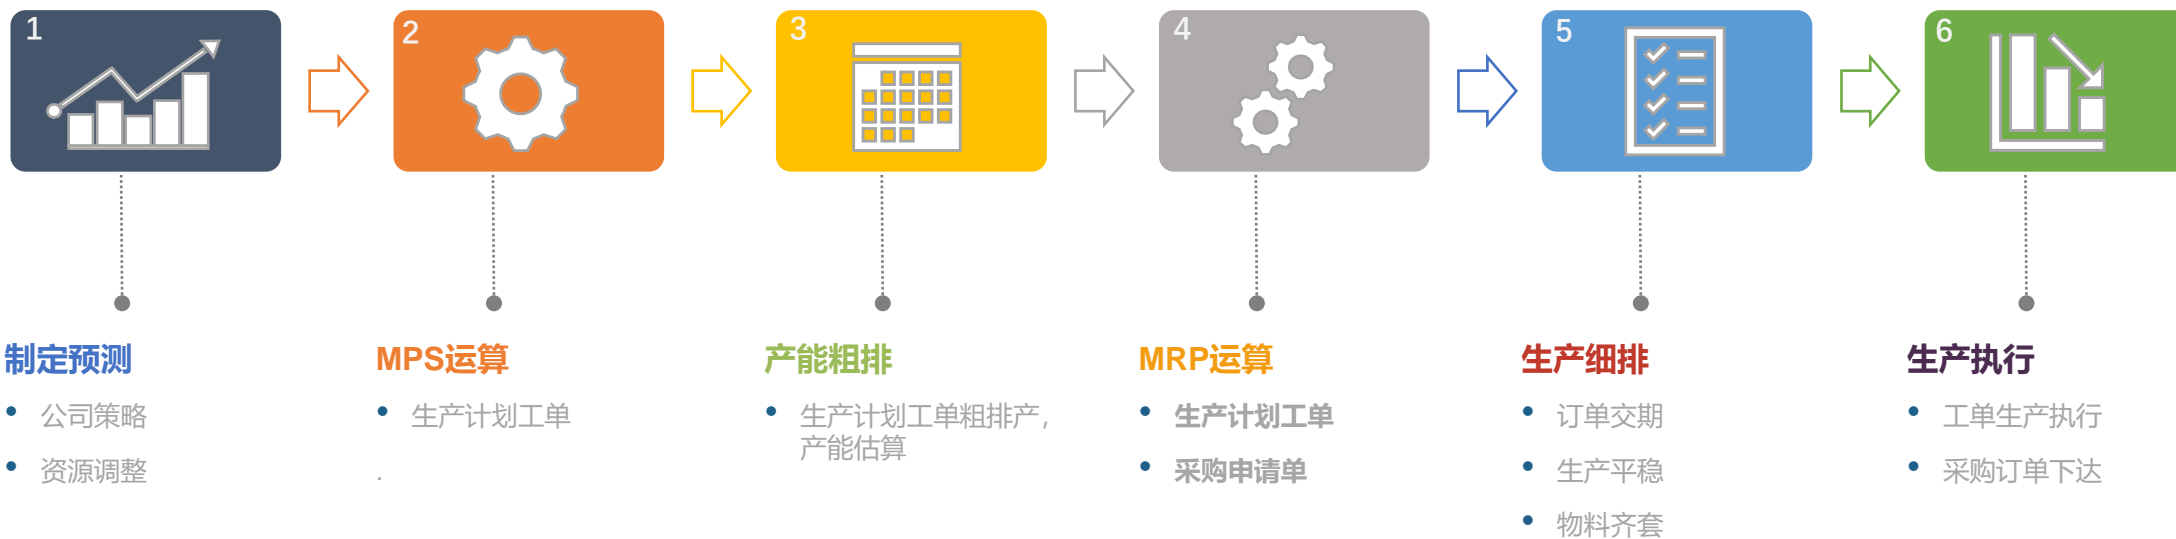 1
2
3
4
5
6
制定预测
• 公司策略
• 资源调整
MPS运算
• 生产计划工单
.
产能粗排
• 生产计划工单粗排产,
产能估算
MRP运算
• 生产计划工单
• 采购申请单
生产细排
• 订单交期
• 生产平稳
• 物料齐套
生产执行
• 工单生产执行
• 采购订单下达